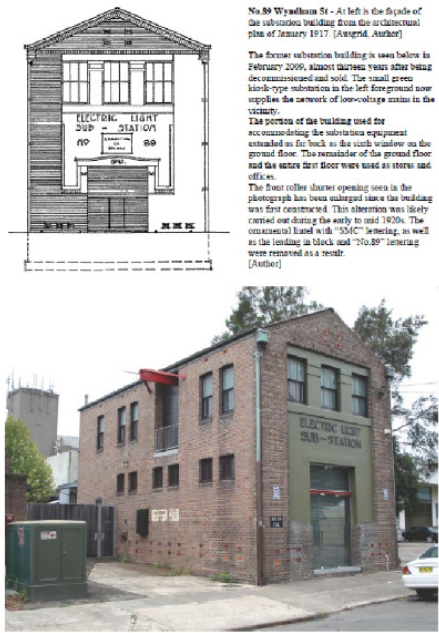 ELECTRIC LIGHT
SUB - STATION
No 89
SMC
No.89 Wyndham St - At left is the façade of
the substation building from the architectural
plan of January 1917. [Ausgrid, Author]
The former substation building is seen below in
February 2009, almost thirteen years after being
decommissioned and sold. The small green
kiosk-type substation in the left foreground now
supplies the network of low-voltage mains in the
vicinity.
The portion of the building used for
accommodating the substation equipment
extended as far back as the sixth window on the
ground floor. The remainder of the ground floor
and the entire first floor were used as stores and
offices.
The front roller shutter opening seen in the
photograph has been enlarged since the building
was first constructed. This alteration was likely
carried out during the early to mid 1920s. The
ornamental lintel with "SMC" lettering, as well
as the leading in block and "No.89" lettering
were removed as a result.
[Author]
ELECTRIC LIGHT
SUB-STATION